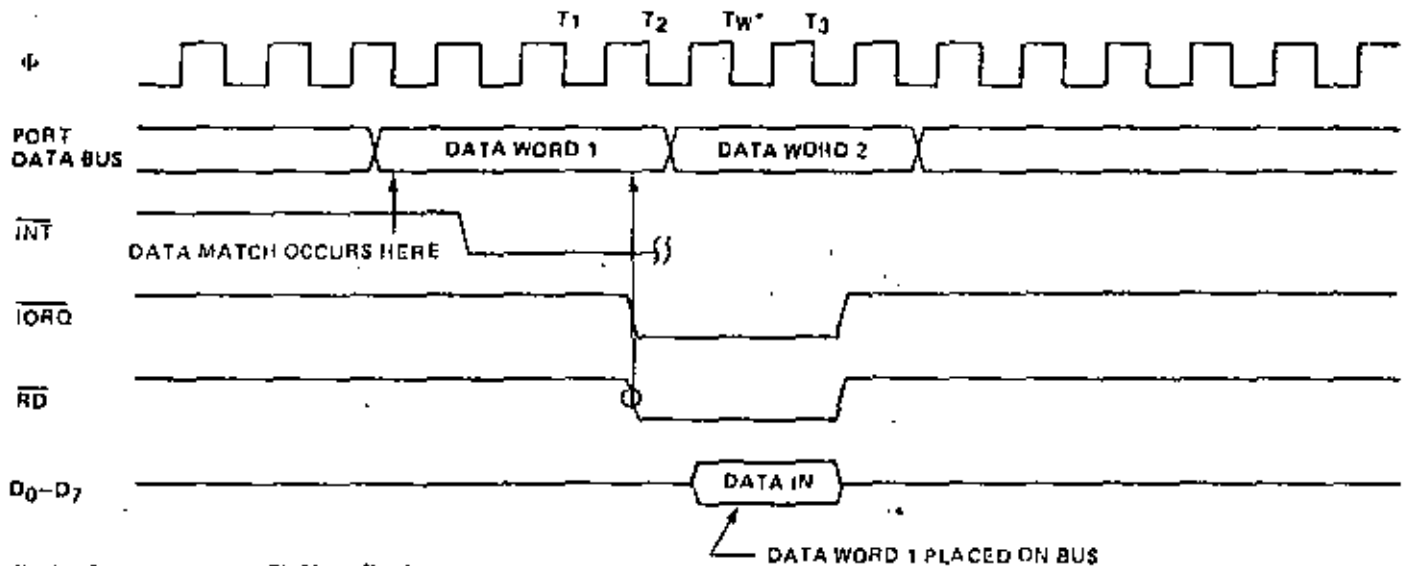 T1 T2 TW* T3
Φ
PORT
DATA BUS
DATA WORD 1
DATA WORD 2
INT
DATA MATCH OCCURS HERE
IORQ
RD
D0–D7
DATA IN
DATA WORD 1 PLACED ON BUS